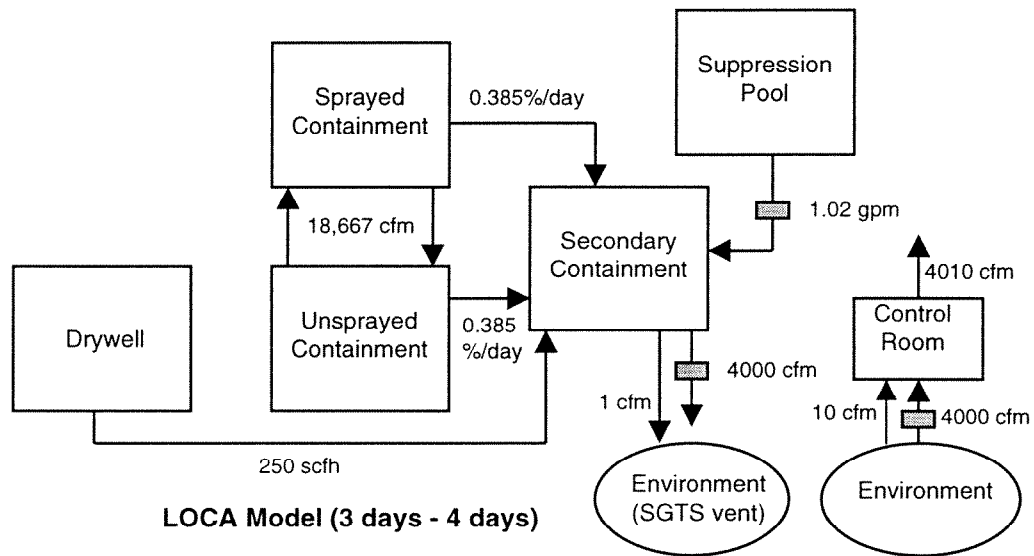 Sprayed
Containment
0.385%/day
Suppression
Pool
1.02 gpm
18,667 cfm
Secondary
Containment
4010 cfm
Drywell
Unsprayed
Containment
0.385
%/day
Control
Room
4000 cfm
1 cfm
10 cfm
4000 cfm
250 scfh
Environment
(SGTS vent)
Environment
LOCA Model (3 days - 4 days)